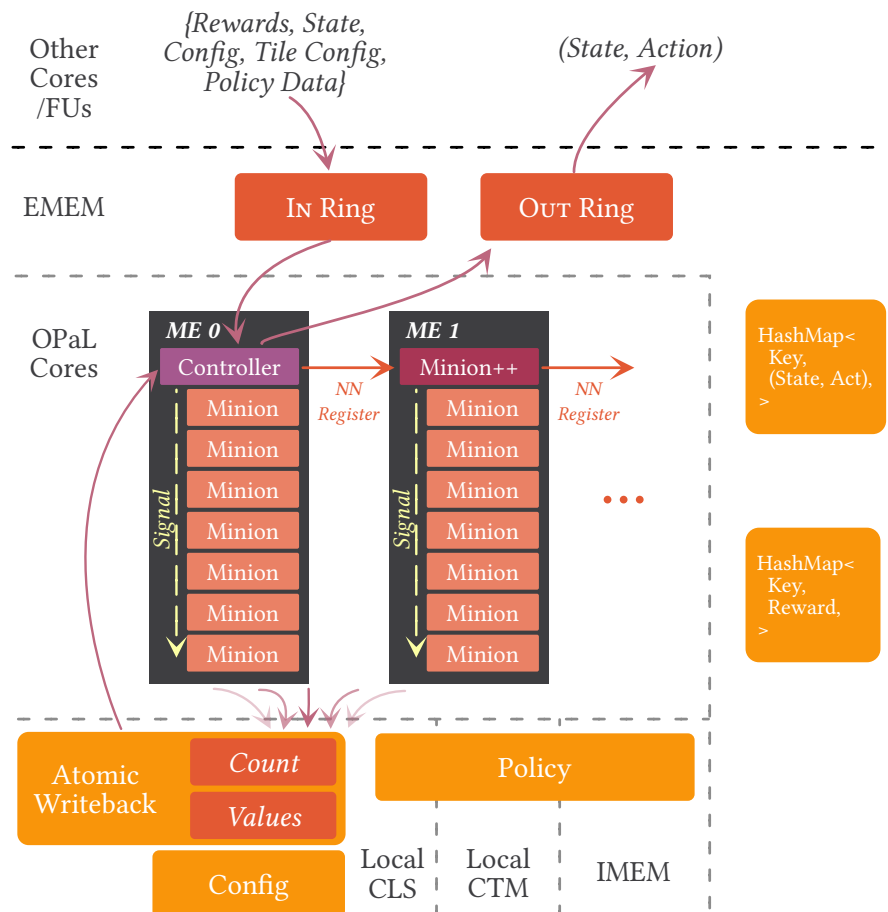 Other
Cores
/FUs
{Rewards, State,
Config, Tile Config,
Policy Data}
(State, Action)
EMEM
IN Ring
OUT Ring
OPaL
Cores
ME 0
Controller
Minion
Minion
Minion
Minion
Minion
Minion
Minion
Signal
NN
Register
ME 1
Minion++
Minion
Minion
Minion
Minion
Minion
Minion
Minion
Signal
NN
Register
...
HashMap<
Key,
(State, Act),
>
HashMap<
Key,
Reward,
>
Atomic
Writeback
Count
Values
Config
Policy
Local
CLS
Local
CTM
IMEM